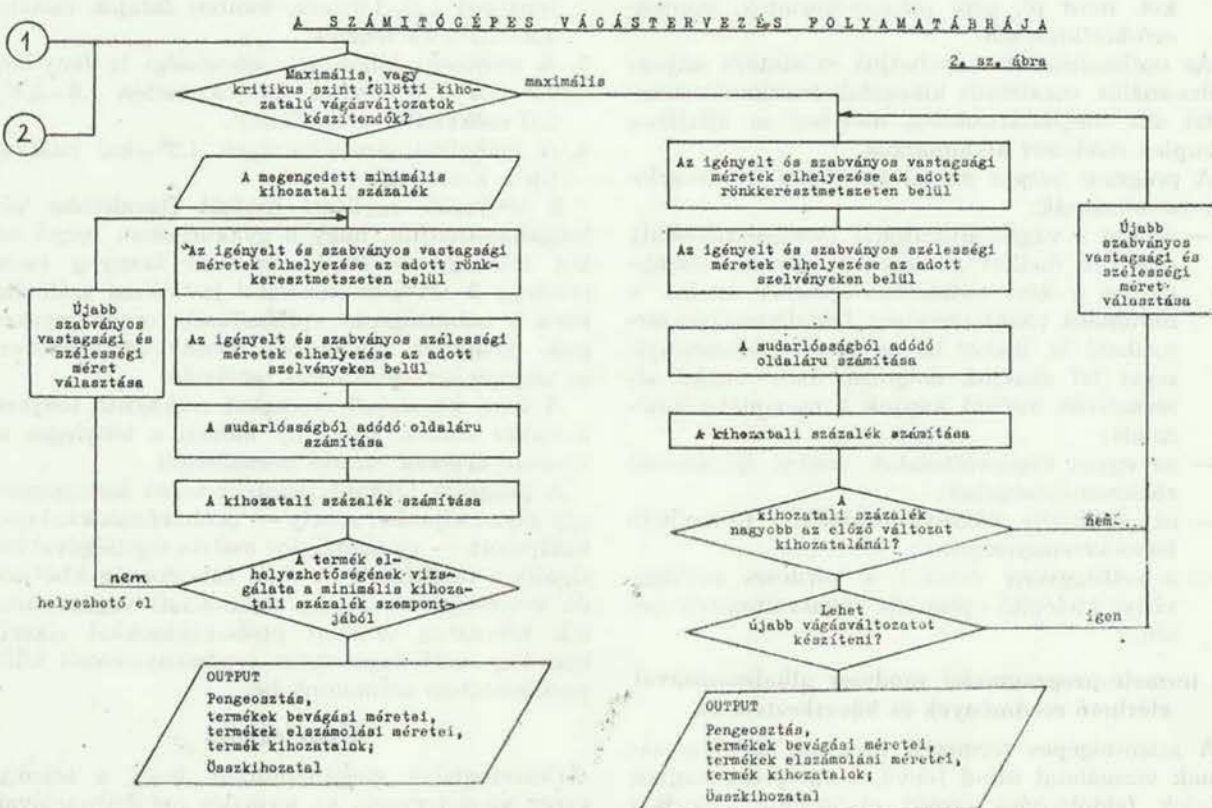 A SZÁMITÓGÉPES VÁGÁSTERVEZÉS FOLYAMATÁBRÁJA
2. sz. ábra
1
2
Maximális, vagy
kritikus szint fölötti kiho-
zatalú vágásváltozatok
készitendők?
maximális
A megengedett minimális
kihozatali százalék
Az igényelt és szabványos vastagsági
méretek elhelyezése az adott rönk-
keresztmetszeten belül
Az igényelt és szabványos szélességi
méretek elhelyezése az adott
szelvényeken belül
Újabb
szabványos
vastagsági és
szélességi
méret
választása
A sudarlósságból adódó oldaláru
számitása
A kihozatali százalék számitása
A termék el-
helyezhetőségének vizs-
gálata a minimális kihoza-
tali százalék szempont-
jából
nem
helyezhető el
OUTPUT
Pengeosztás,
termékek bevágási méretei,
termékek elszámolási méretei,
termék kihozatalok;
Összkihozatal
Az igényelt és szabványos vastagsági
méretek elhelyezése az adott
rönkkeresztmetszeten belül
Az igényelt és szabványos szélességi
méretek elhelyezése az adott
szelvényeken belül
Újabb
szabványos
vastagsági és
szélességi
méret-
választása
A sudarlósságból adódó
oldaláru számitása
A kihozatali százalék számitása
A
kihozatali százalék
nagyobb az előző változat
kihozatalánál?
nem
Lehet
újabb vágásváltozatot
késziteni?
igen
OUTPUT
Pengeosztás,
termékek bevágási méretei,
termékek elszámolási méretei,
termék kihozatalok;
Összkihozatal